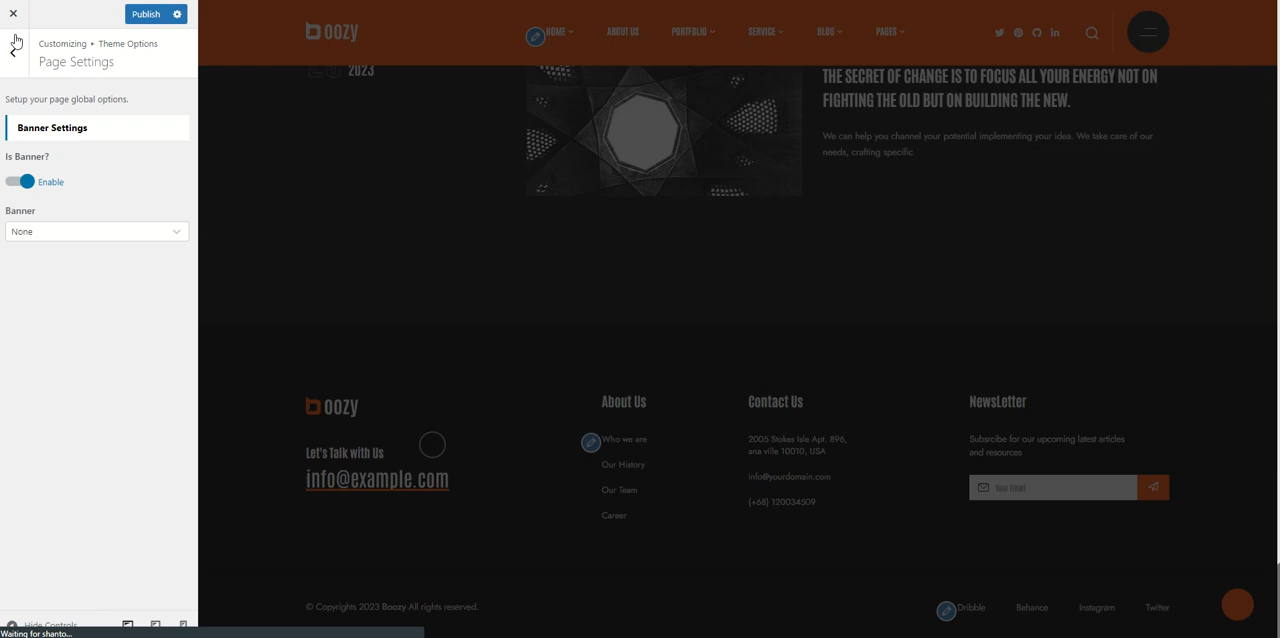 Publish
Customizing ▸ Theme Options
Page Settings
Setup your page global options.
Banner Settings
Is Banner?
Enable
Banner
None
Hide Controls
Waiting for shanto...
oozy
HOME
ABOUT US
PORTFOLIO
SERVICE
BLOG
PAGES
2023
THE SECRET OF CHANGE IS TO FOCUS ALL YOUR ENERGY NOT ON
FIGHTING THE OLD BUT ON BUILDING THE NEW.
We can help you channel your potential implementing your idea. We take care of our
needs, crafting specific
oozy
Let's Talk with Us
info@example.com
About Us
Who we are
Our History
Our Team
Career
Contact Us
2005 Stokes Isle Apt. 896,
ana ville 10010, USA
info@yourdomain.com
(+68) 120034509
NewsLetter
Subsrcibe for our upcoming latest articles
and resources
Your Email
© Copyrights 2023 Boozy All rights reserved.
Dribble
Behance
Instagram
Twitter